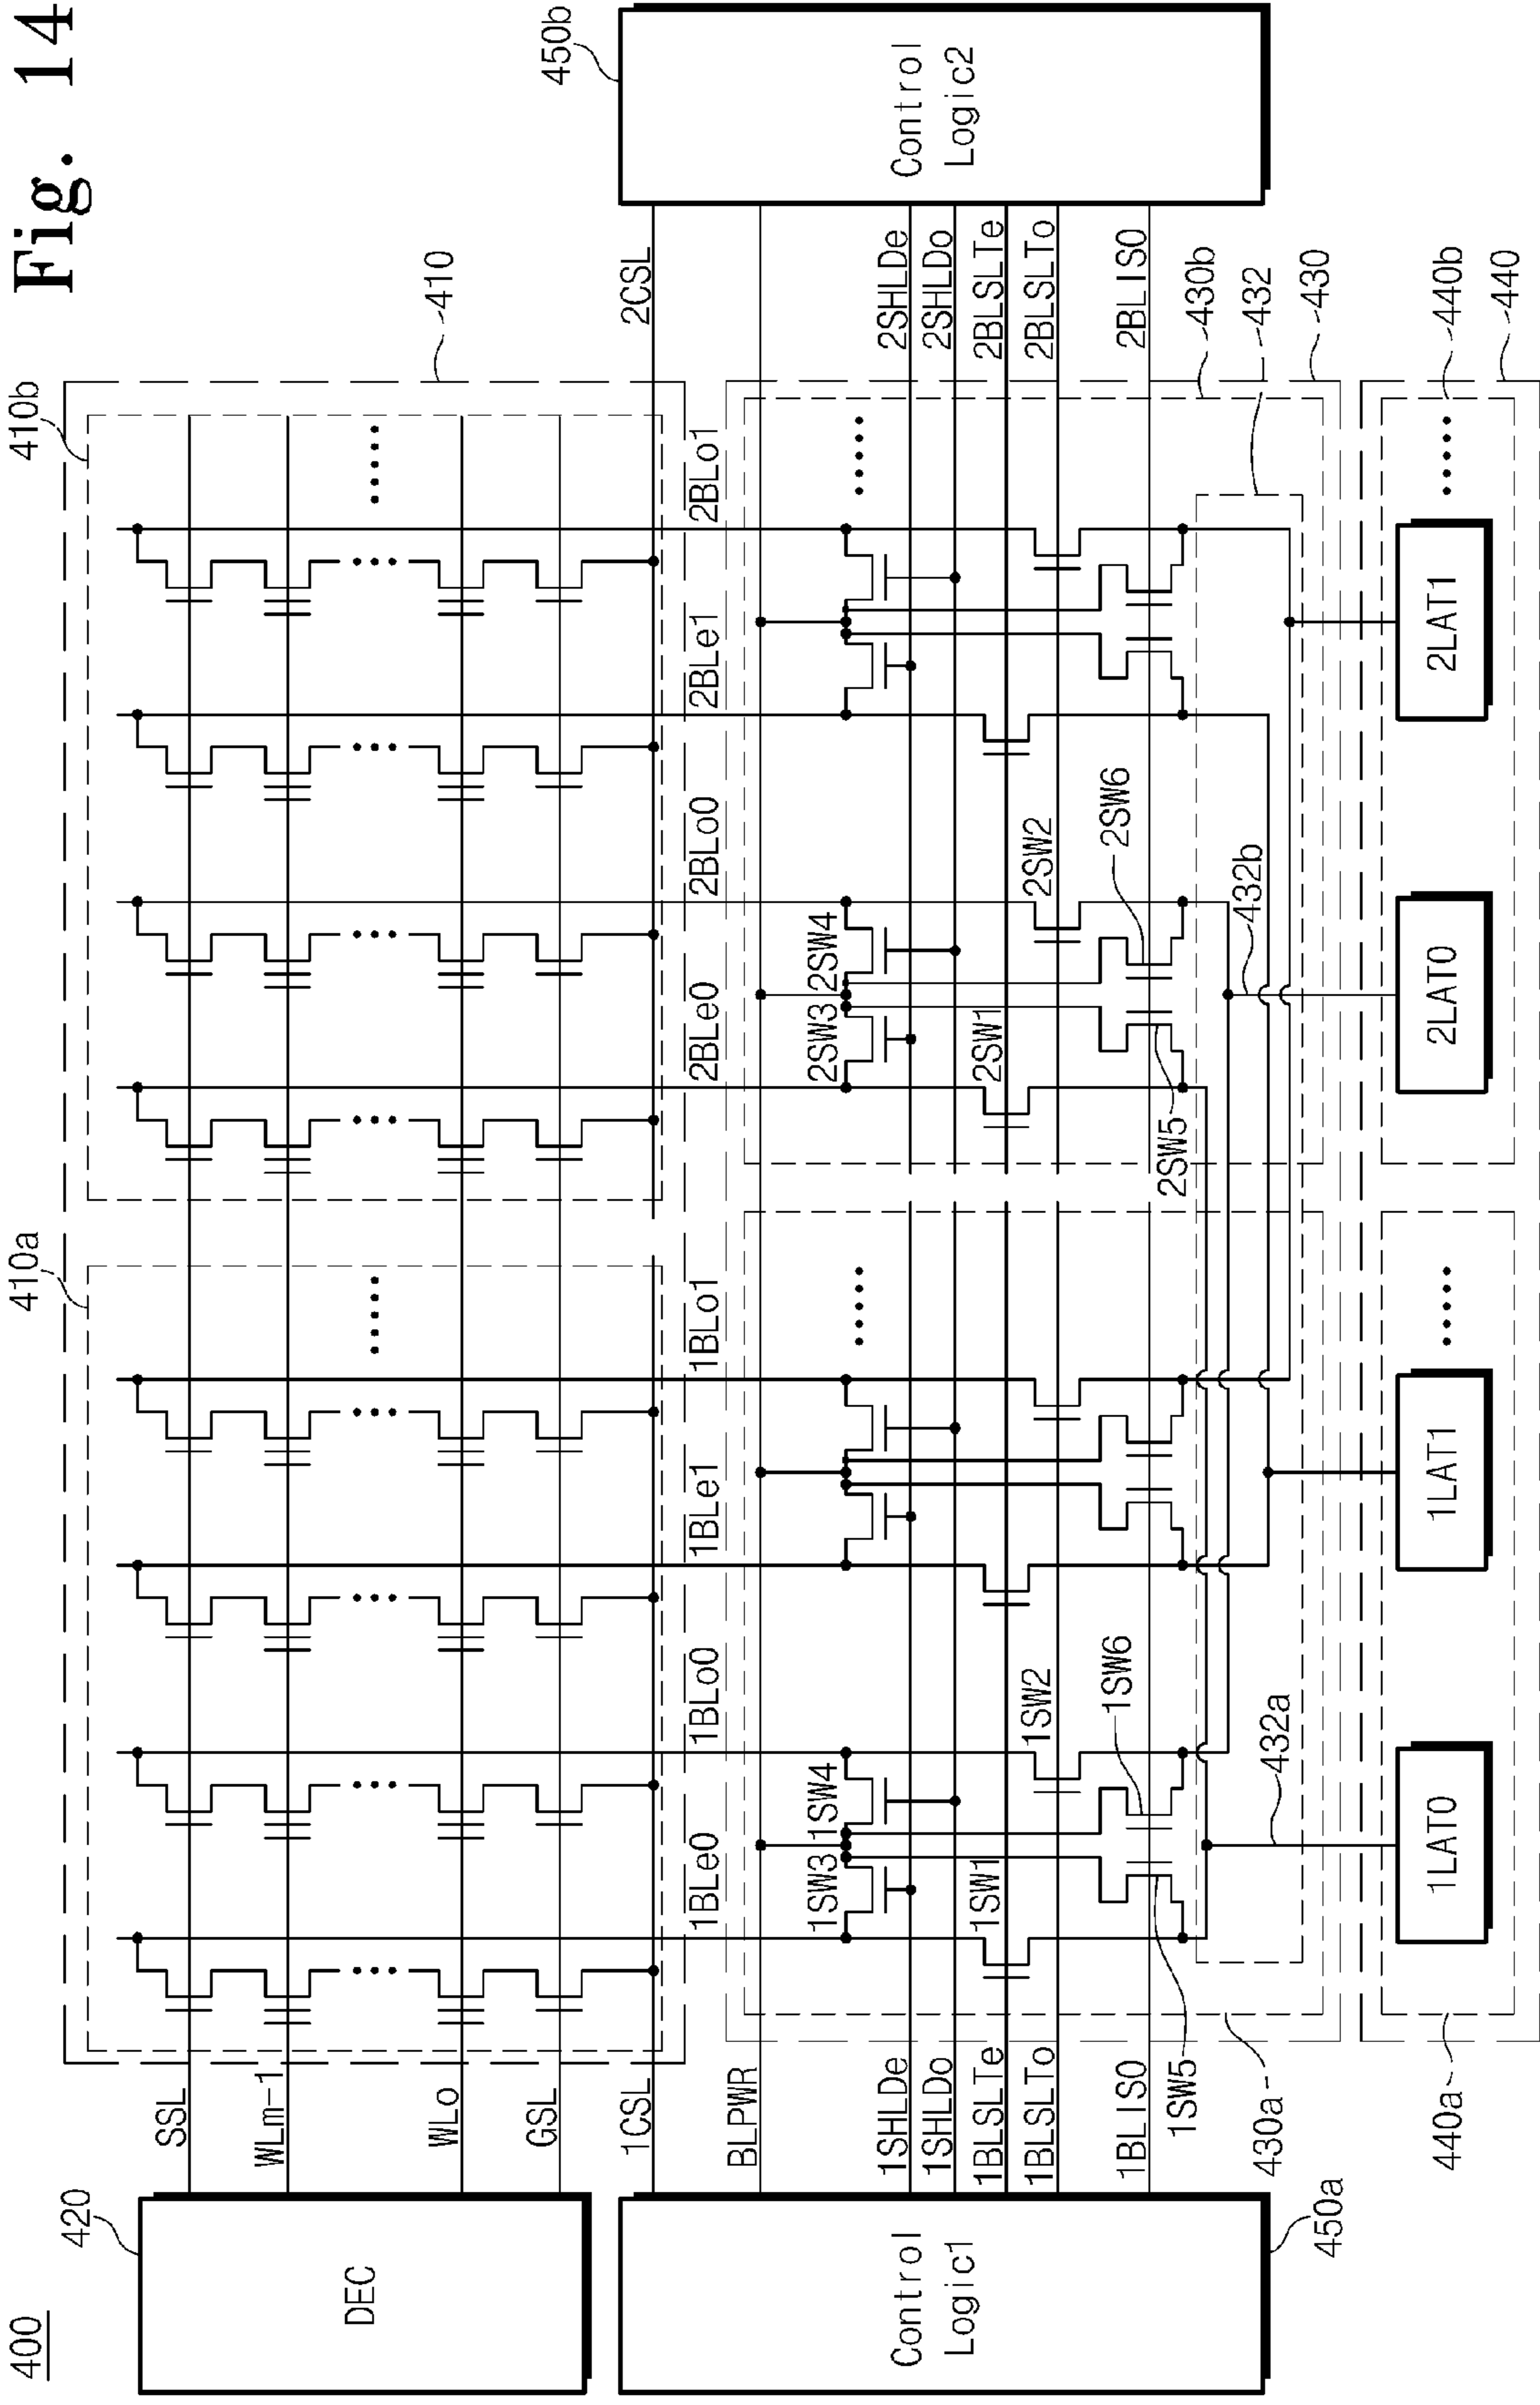 Fig. 14
400
420
410a
410b
410
DEC
SSL
WLm-1
WLo
GSL
1CSL
2CSL
450b
1BLe0
1BLo0
1BLe1
1BLo1
2BLe0
2BLo0
2BLe1
2BLo1
BLPWR
1SW3
1SW4
2SW3
2SW4
1SHLDe
2SHLDe
1SHLDo
2SHLDo
Control
Logic1
Control
Logic2
1BLSLTe
1SW1
2SW1
2BLSLTe
1BLSLTo
1SW2
2SW2
2BLSLTo
1BLISO
1SW6
2SW6
2BLISO
1SW5
2SW5
430b
432
430
430a
432a
432b
450a
440a
440b
440
1LAT0
1LAT1
2LAT0
2LAT1